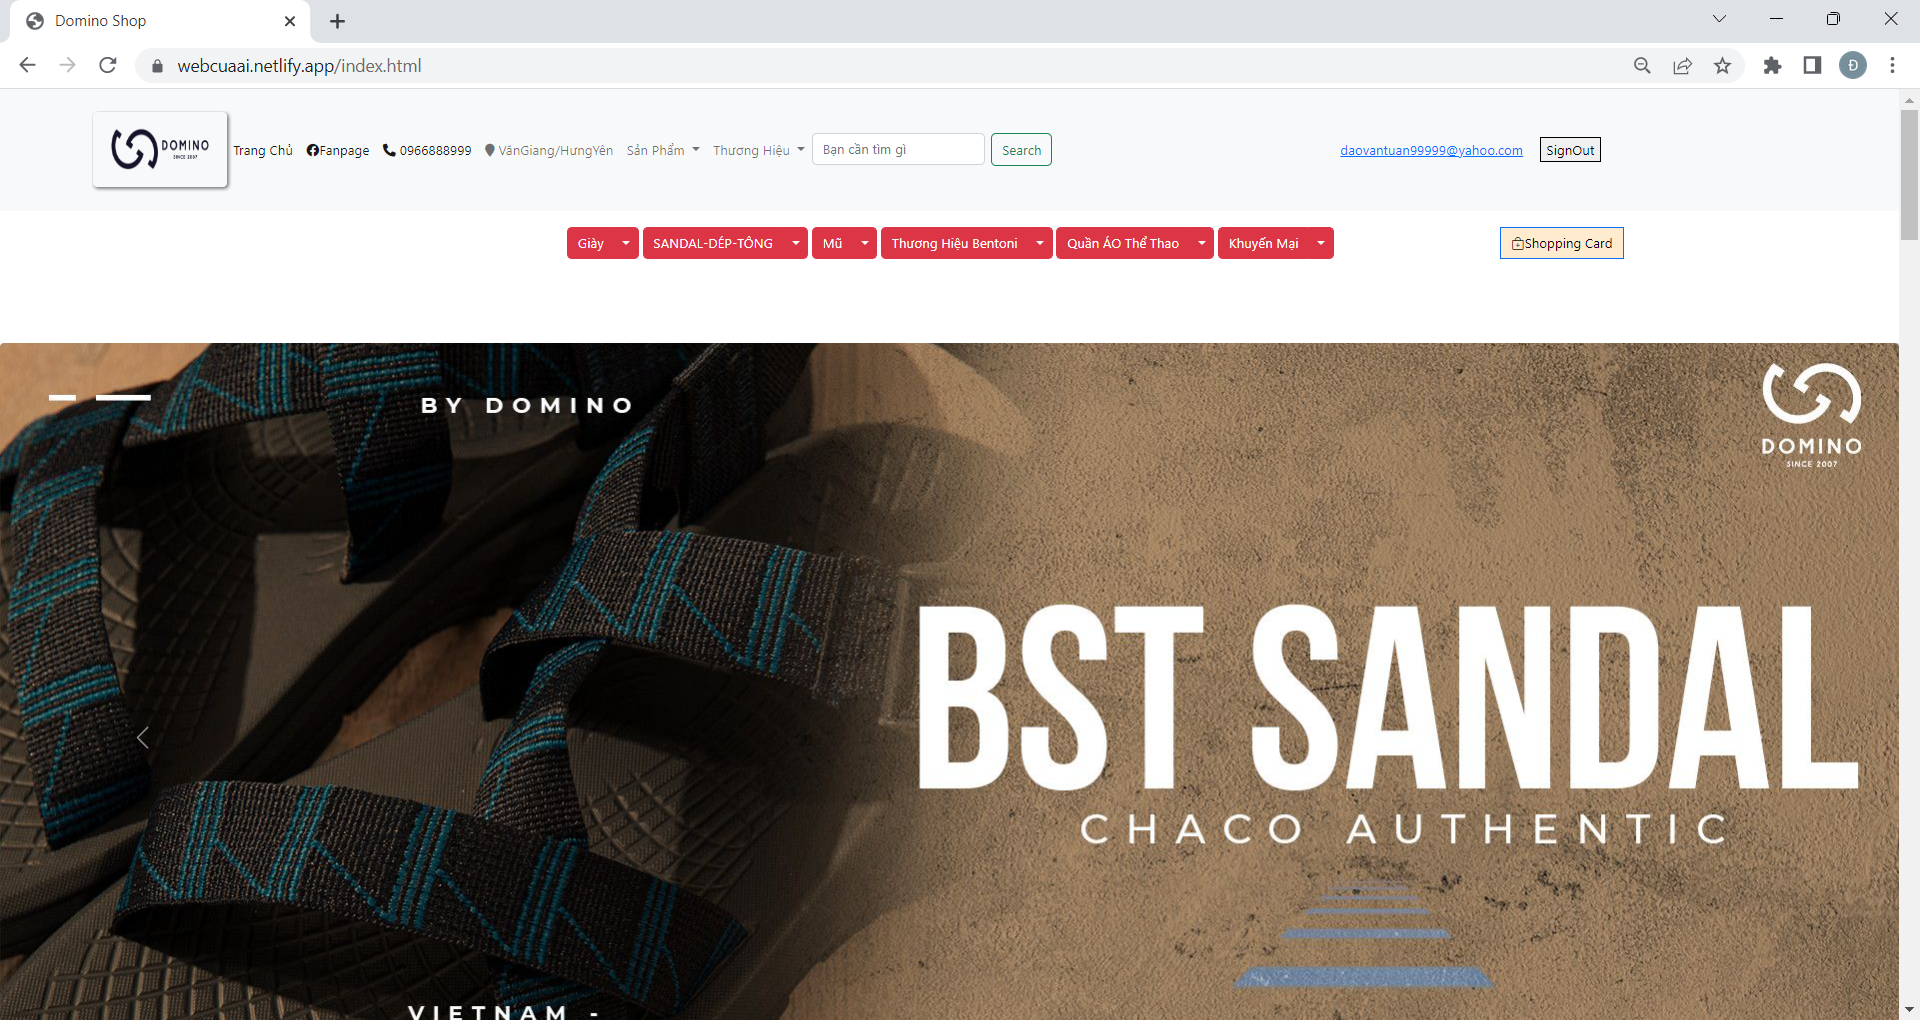 Domino Shop
webcuaai.netlify.app/index.html
Đ
DOMINO
SINCE 2007
Trang Chủ
Fanpage
0966888999
VănGiang/HưngYên
Sản Phẩm
Thương Hiệu
Bạn cần tìm gì
Search
daovantuan99999@yahoo.com
SignOut
Giày
SANDAL-DÉP-TÔNG
Mũ
Thương Hiệu Bentoni
Quần ÁO Thể Thao
Khuyến Mại
Shopping Card
BY DOMINO
DOMINO
SINCE 2007
BST SANDAL
CHACO AUTHENTIC
VIETNAM -